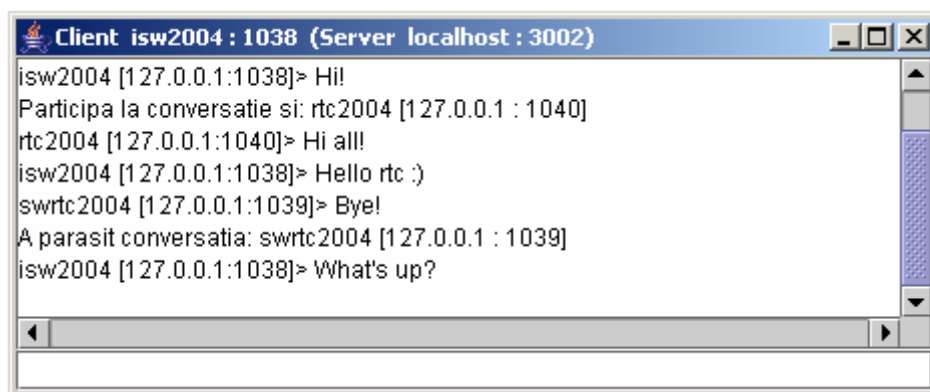 Client isw2004 : 1038 (Server localhost : 3002)
isw2004 [127.0.0.1:1038]> Hi!
Participa la conversatie si: rtc2004 [127.0.0.1 : 1040]
rtc2004 [127.0.0.1:1040]> Hi all!
isw2004 [127.0.0.1:1038]> Hello rtc :)
swrtc2004 [127.0.0.1:1039]> Bye!
A parasit conversatia: swrtc2004 [127.0.0.1 : 1039]
isw2004 [127.0.0.1:1038]> What's up?